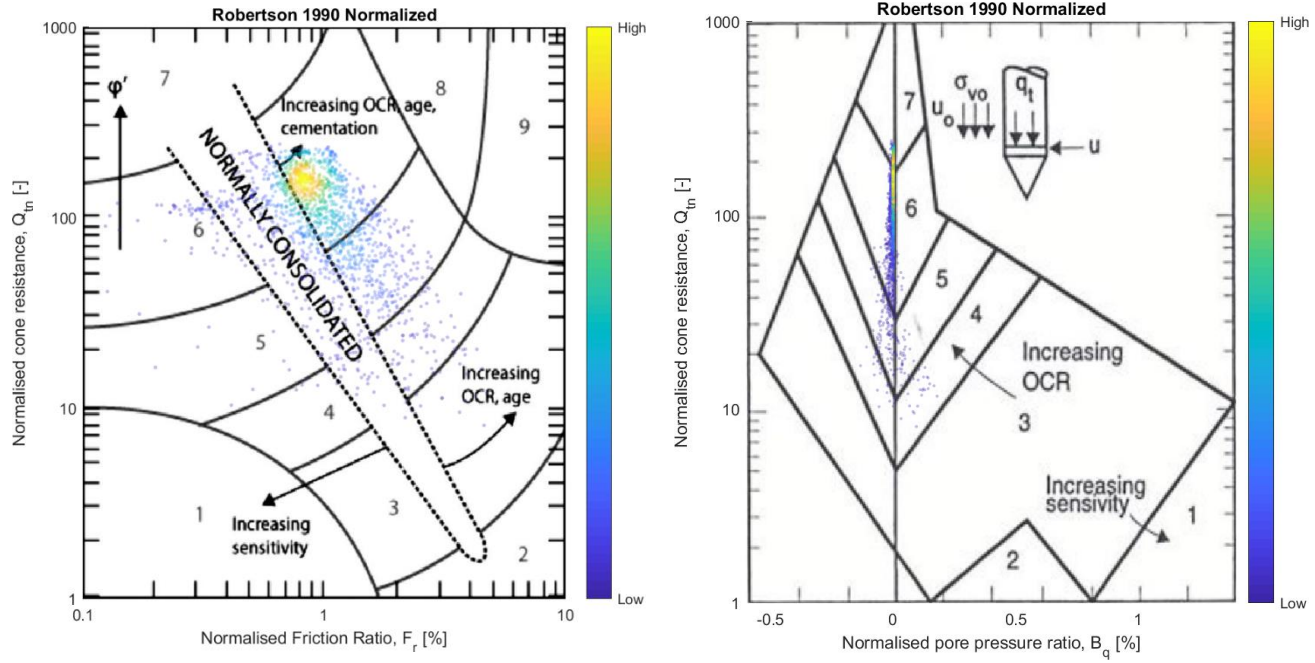 Robertson 1990 Normalized
1000
100
10
1
0.1
1
10
Normalised cone resistance, Qtn [-]
Normalised Friction Ratio, Fr [%]
φ'
7
8
9
Increasing OCR, age,
cementation
NORMALLY CONSOLIDATED
6
5
4
Increasing
OCR, age
1
Increasing
sensitivity
3
2
High
Low
Robertson 1990 Normalized
1000
100
10
1
-0.5
0
0.5
1
Normalised cone resistance, Qtn [-]
Normalised pore pressure ratio, Bq [%]
σvo
qt
uo
u
7
6
5
4
Increasing
OCR
3
Increasing
sensivity
1
2
High
Low